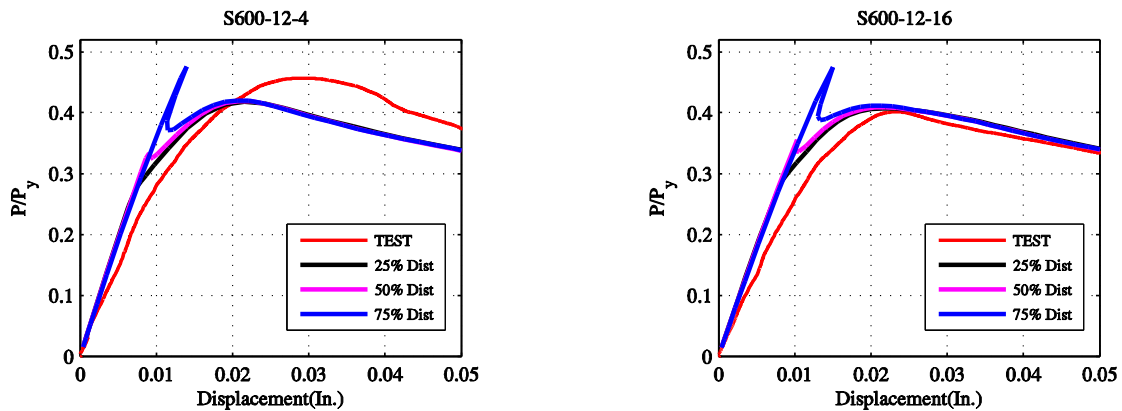 S600-12-4
P/Py
0.5
0.4
0.3
0.2
0.1
0
TEST
25% Dist
50% Dist
75% Dist
0 0.01 0.02 0.03 0.04 0.05
Displacement(In.)
S600-12-16
P/Py
0.5
0.4
0.3
0.2
0.1
0
TEST
25% Dist
50% Dist
75% Dist
0 0.01 0.02 0.03 0.04 0.05
Displacement(In.)